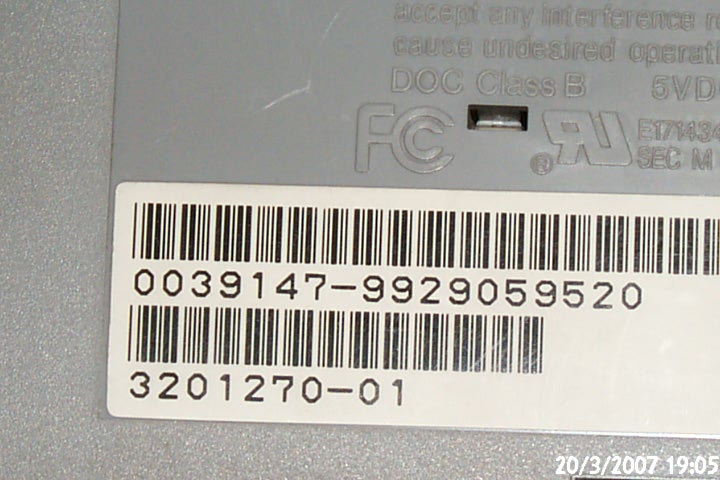 accept any interference
cause undesired
DOC Class B 5VD
FC
E17143
SEC M
0039147-9929059520
3201270-01
20/3/2007 19:05